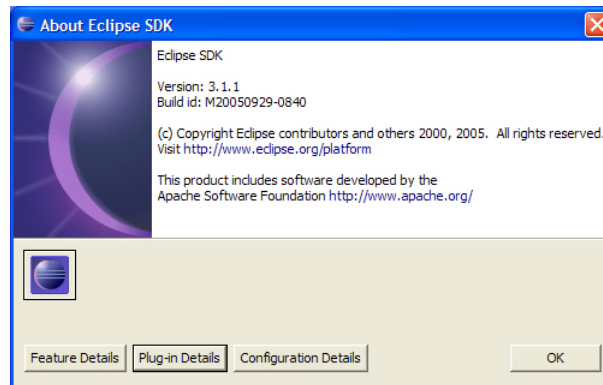 About Eclipse SDK
Eclipse SDK
Version: 3.1.1
Build id: M20050929-0840
(c) Copyright Eclipse contributors and others 2000, 2005. All rights reserved.
Visit http://www.eclipse.org/platform
This product includes software developed by the
Apache Software Foundation http://www.apache.org/
Feature Details Plug-in Details Configuration Details OK